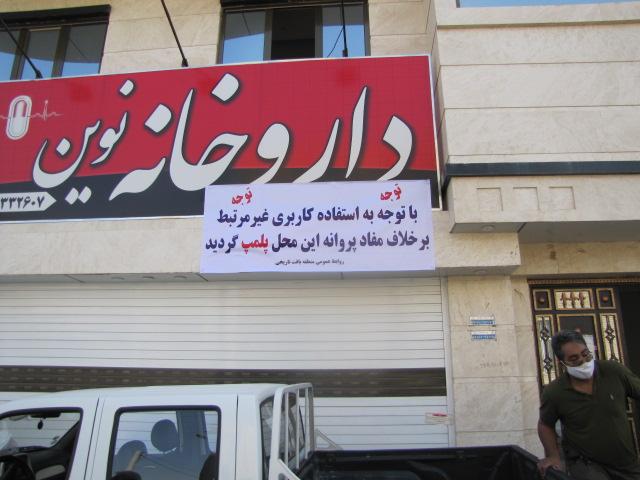 داروخانه نوین
۳۳۲۶۰۷
توجه توجه
با توجه به استفاده کاربری غیرمرتبط
برخلاف مفاد پروانه این محل پلمپ گردید
روابط عمومی منطقه بافت تاریخی